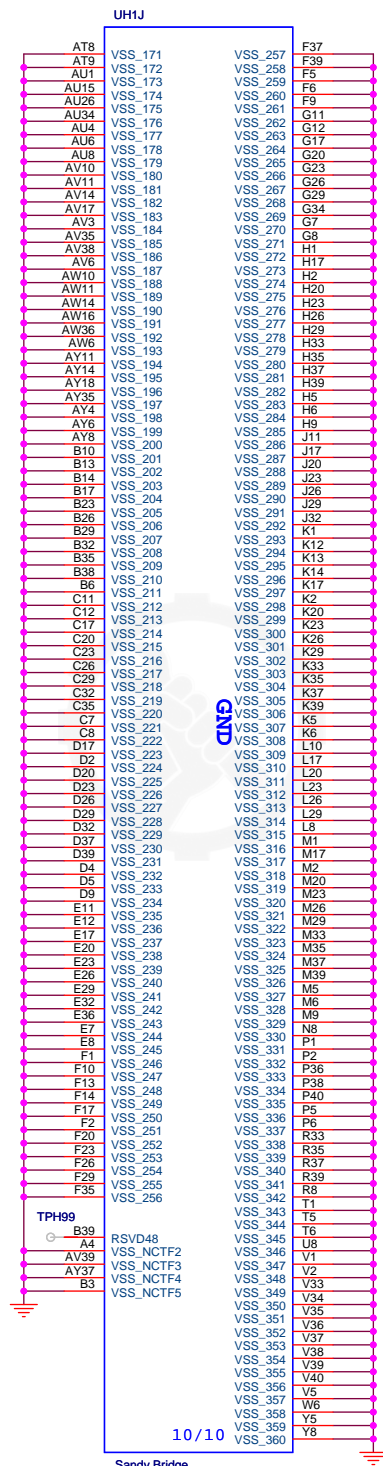 UH1J
AT8 VSS_171 VSS_257 F37
AT9 VSS_172 VSS_258 F39
AU1 VSS_173 VSS_259 F5
AU15 VSS_174 VSS_260 F6
AU26 VSS_175 VSS_261 F9
AU34 VSS_176 VSS_262 G11
AU4 VSS_177 VSS_263 G12
AU6 VSS_178 VSS_264 G17
AU8 VSS_179 VSS_265 G20
AV10 VSS_180 VSS_266 G23
AV11 VSS_181 VSS_267 G26
AV14 VSS_182 VSS_268 G29
AV17 VSS_183 VSS_269 G34
AV3 VSS_184 VSS_270 G7
AV35 VSS_185 VSS_271 G8
AV38 VSS_186 VSS_272 H1
AV6 VSS_187 VSS_273 H17
AW10 VSS_188 VSS_274 H2
AW11 VSS_189 VSS_275 H20
AW14 VSS_190 VSS_276 H23
AW16 VSS_191 VSS_277 H26
AW36 VSS_192 VSS_278 H29
AW6 VSS_193 VSS_279 H33
AY11 VSS_194 VSS_280 H35
AY14 VSS_195 VSS_281 H37
AY18 VSS_196 VSS_282 H39
AY35 VSS_197 VSS_283 H5
AY4 VSS_198 VSS_284 H6
AY6 VSS_199 VSS_285 H9
AY8 VSS_200 VSS_286 J11
B10 VSS_201 VSS_287 J17
B13 VSS_202 VSS_288 J20
B14 VSS_203 VSS_289 J23
B17 VSS_204 VSS_290 J26
B23 VSS_205 VSS_291 J29
B26 VSS_206 VSS_292 J32
B29 VSS_207 VSS_293 K1
B32 VSS_208 VSS_294 K12
B35 VSS_209 VSS_295 K13
B38 VSS_210 VSS_296 K14
B6 VSS_211 VSS_297 K17
C11 VSS_212 VSS_298 K2
C12 VSS_213 VSS_299 K20
C17 VSS_214 VSS_300 K23
C20 VSS_215 VSS_301 K26
C23 VSS_216 VSS_302 K29
C26 VSS_217 VSS_303 K33
C29 VSS_218 VSS_304 K35
C32 VSS_219 VSS_305 K37
C35 VSS_220 VSS_306 K39
C7 VSS_221 VSS_307 K5
C8 VSS_222 VSS_308 K6
GND
D17 VSS_223 VSS_309 L10
D2 VSS_224 VSS_310 L17
D20 VSS_225 VSS_311 L20
D23 VSS_226 VSS_312 L23
D26 VSS_227 VSS_313 L26
D29 VSS_228 VSS_314 L29
D32 VSS_229 VSS_315 L8
D37 VSS_230 VSS_316 M1
D39 VSS_231 VSS_317 M17
D4 VSS_232 VSS_318 M2
D5 VSS_233 VSS_319 M20
D9 VSS_234 VSS_320 M23
E11 VSS_235 VSS_321 M26
E12 VSS_236 VSS_322 M29
E17 VSS_237 VSS_323 M33
E20 VSS_238 VSS_324 M35
E23 VSS_239 VSS_325 M37
E26 VSS_240 VSS_326 M39
E29 VSS_241 VSS_327 M5
E32 VSS_242 VSS_328 M6
E36 VSS_243 VSS_329 M9
E7 VSS_244 VSS_330 N8
E8 VSS_245 VSS_331 P1
F1 VSS_246 VSS_332 P2
F10 VSS_247 VSS_333 P36
F13 VSS_248 VSS_334 P38
F14 VSS_249 VSS_335 P40
F17 VSS_250 VSS_336 P5
F2 VSS_251 VSS_337 P6
F20 VSS_252 VSS_338 R33
F23 VSS_253 VSS_339 R35
F26 VSS_254 VSS_340 R37
F29 VSS_255 VSS_341 R39
F35 VSS_256 VSS_342 R8
VSS_343 T1
TPH99 VSS_344 T5
B39 RSVD48 VSS_345 T6
A4 VSS_NCTF2 VSS_346 U8
AV39 VSS_NCTF3 VSS_347 V1
AY37 VSS_NCTF4 VSS_348 V2
B3 VSS_NCTF5 VSS_349 V33
VSS_350 V34
VSS_351 V35
VSS_352 V36
VSS_353 V37
VSS_354 V38
VSS_355 V39
VSS_356 V40
VSS_357 V5
VSS_358 W6
VSS_359 Y5
10/10 VSS_360 Y8
Sandy Bridge